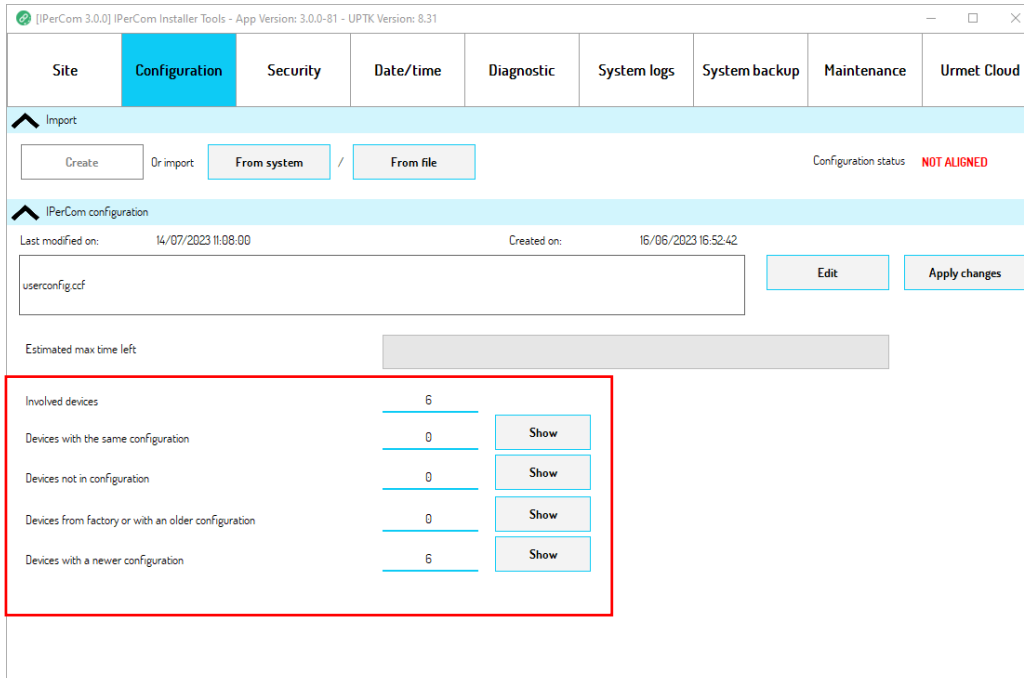 [IPerCom 3.0.0] IPerCom Installer Tools - App Version: 3.0.0-81 - UPTK Version: 8.31
Site Configuration Security Date/time Diagnostic System logs System backup Maintenance Urmet Cloud
Import
Create Or import From system / From file Configuration status NOT ALIGNED
IPerCom configuration
Last modified on: 14/07/2023 11:08:00 Created on: 16/06/2023 16:52:42
userconfig.ccf Edit Apply changes
Estimated max time left
Involved devices 6
Devices with the same configuration 0 Show
Devices not in configuration 0 Show
Devices from factory or with an older configuration 0 Show
Devices with a newer configuration 6 Show